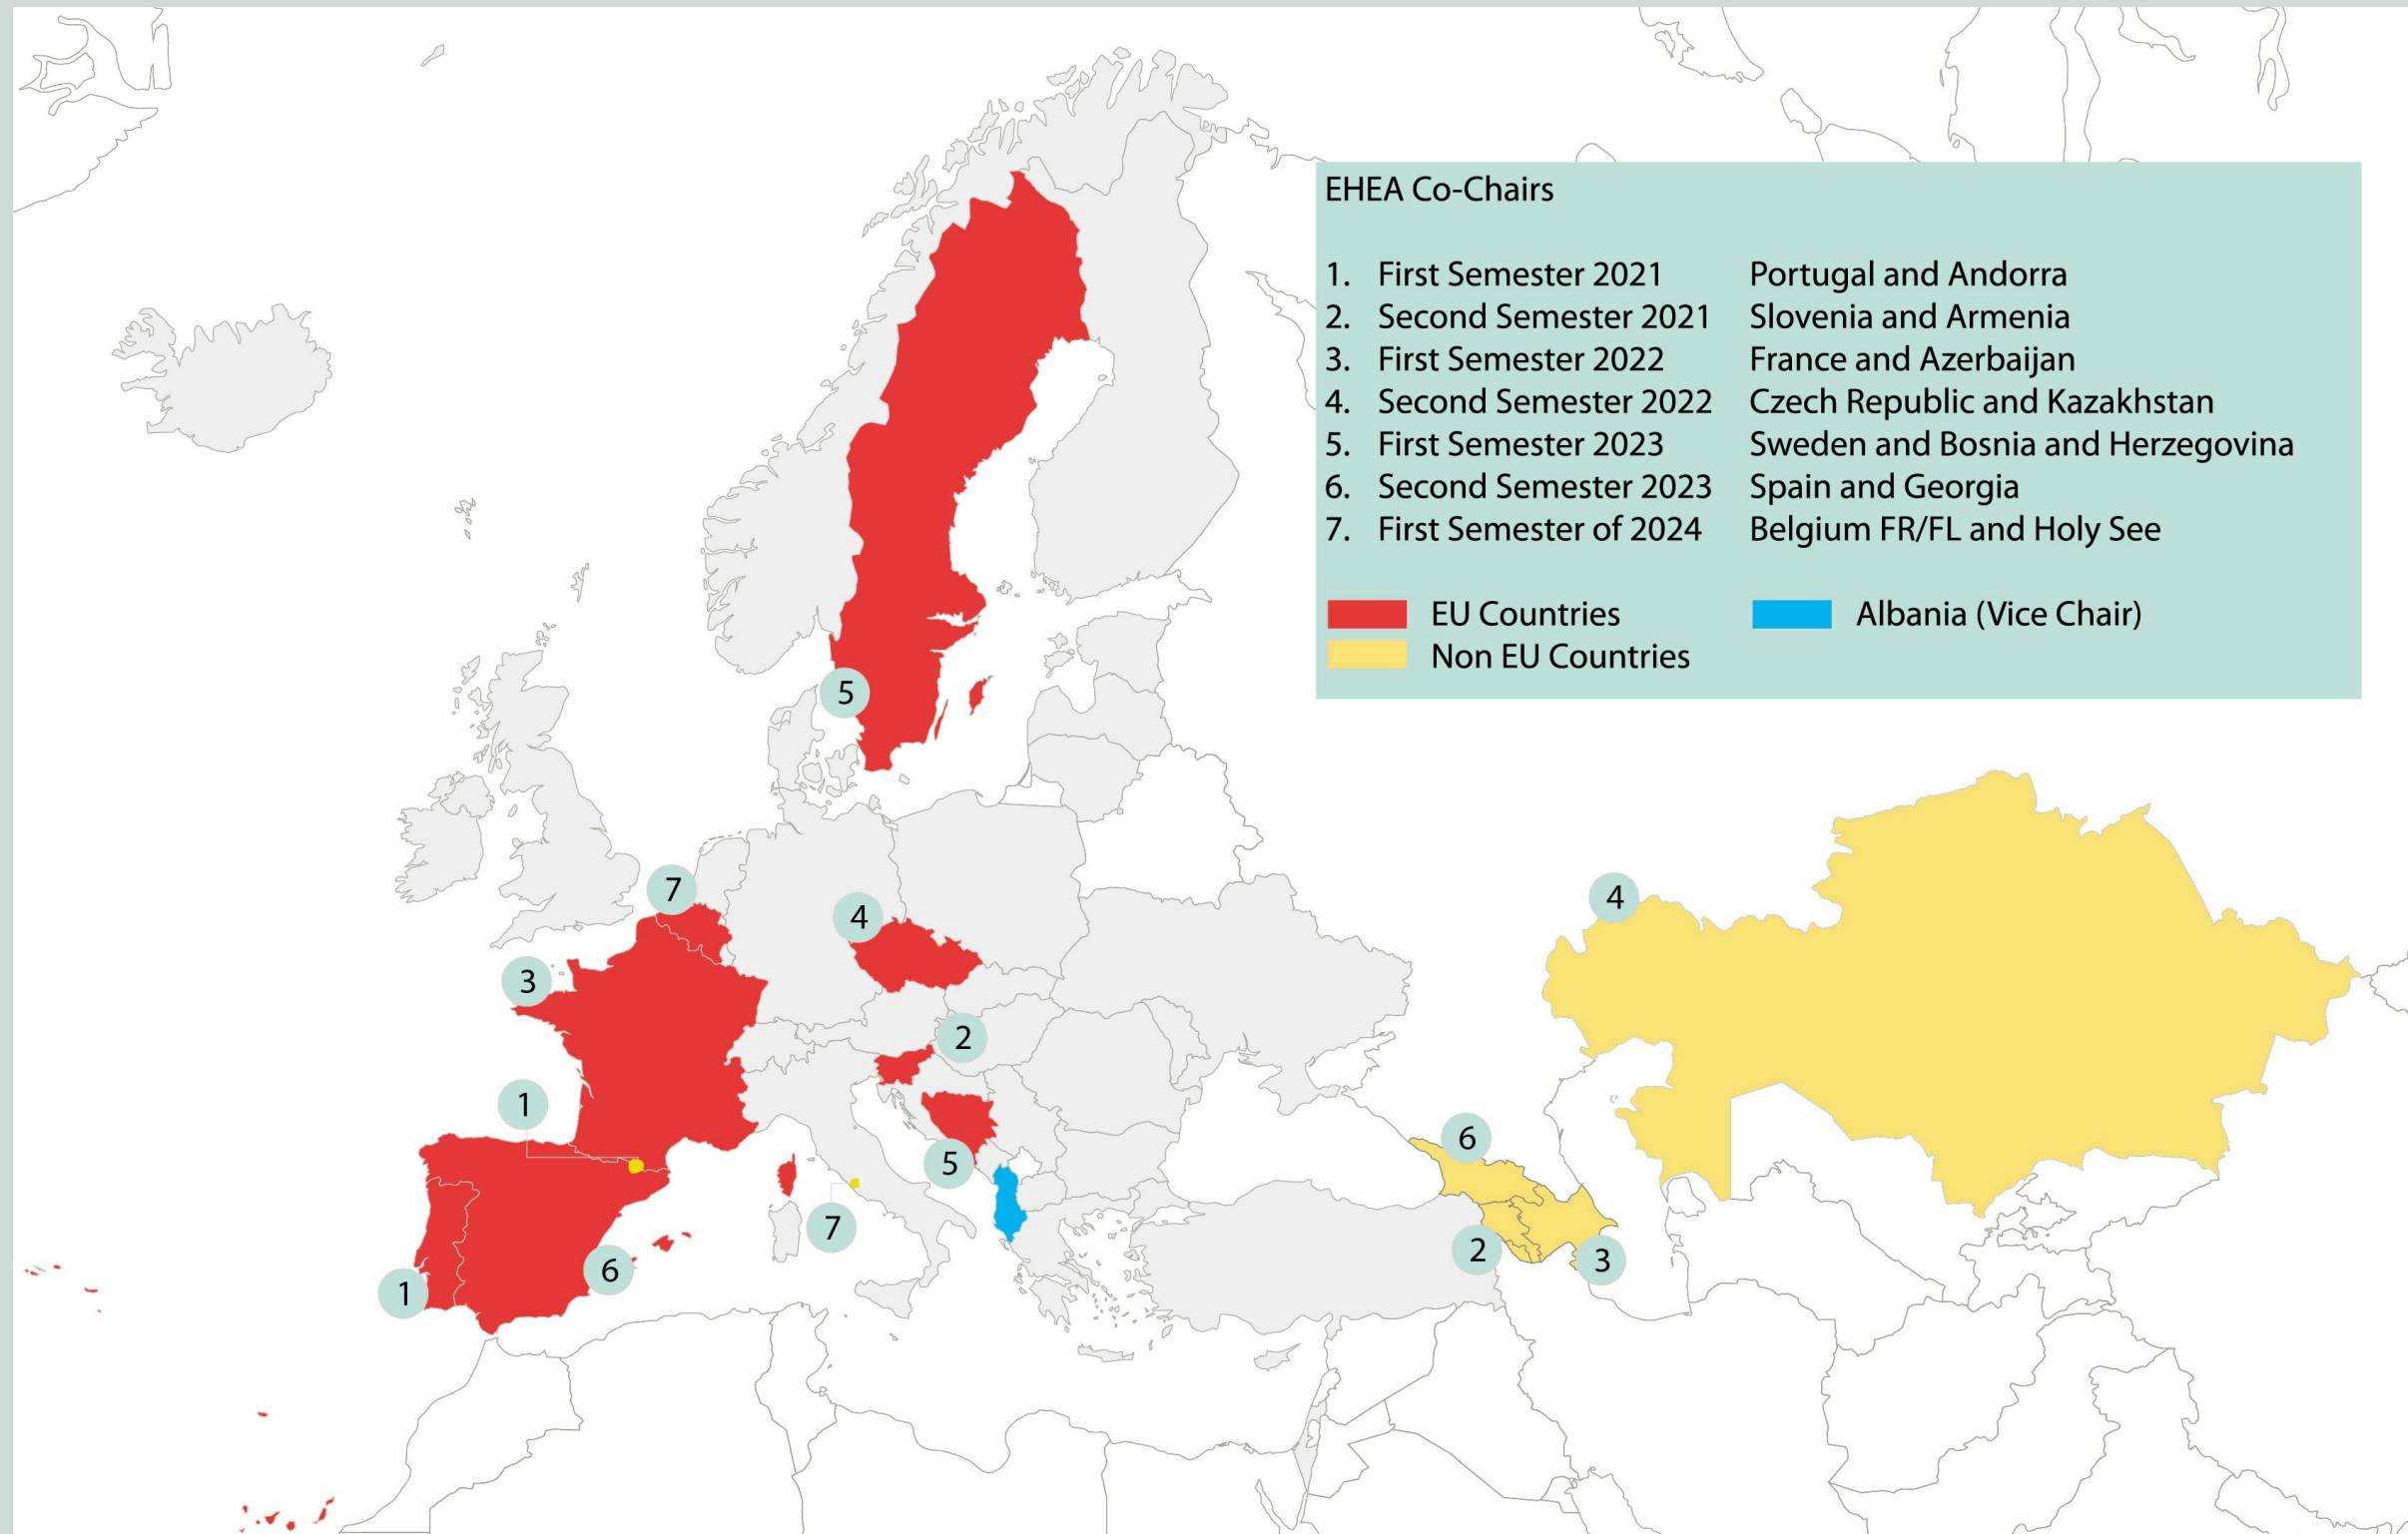 EHEA Co-Chairs
1. First Semester 2021 Portugal and Andorra
2. Second Semester 2021 Slovenia and Armenia
3. First Semester 2022 France and Azerbaijan
4. Second Semester 2022 Czech Republic and Kazakhstan
5. First Semester 2023 Sweden and Bosnia and Herzegovina
6. Second Semester 2023 Spain and Georgia
7. First Semester of 2024 Belgium FR/FL and Holy See
EU Countries Albania (Vice Chair)
Non EU Countries
5
7
4
4
3
2
1
6
5
7
2
3
6
1